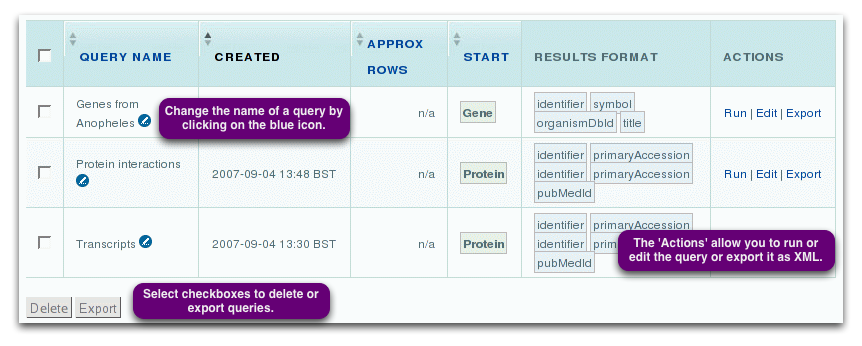 QUERY NAME CREATED APPROX ROWS START RESULTS FORMAT ACTIONS
Genes from Anopheles
Change the name of a query by
clicking on the blue icon.
n/a Gene
identifier symbol
organismDbId title
Run | Edit | Export
Protein interactions
2007-09-04 13:48 BST n/a Protein
identifier primaryAccession
identifier primaryAccession
pubMedId
Run | Edit | Export
Transcripts 2007-09-04 13:30 BST n/a Protein
identifier primaryAccession
identifier
pubMedId
The 'Actions' allow you to run or
edit the query or export it as XML.
Delete Export
Select checkboxes to delete or
export queries.